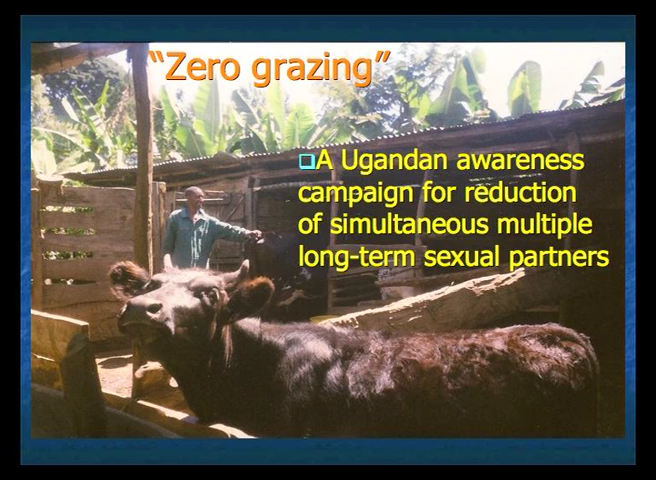 “Zero grazing”
❑A Ugandan awareness
campaign for reduction
of simultaneous multiple
long-term sexual partners